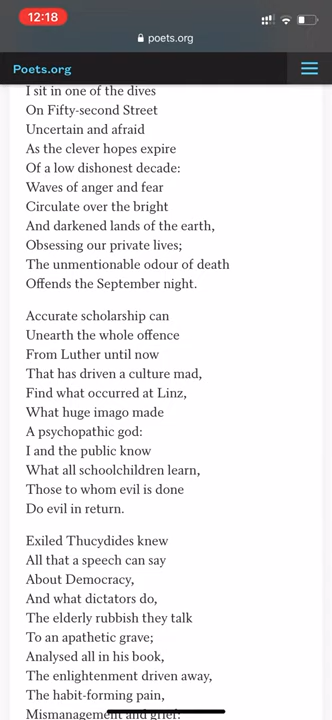 12:18
poets.org
Poets.org
I sit in one of the dives
On Fifty-second Street
Uncertain and afraid
As the clever hopes expire
Of a low dishonest decade:
Waves of anger and fear
Circulate over the bright
And darkened lands of the earth,
Obsessing our private lives;
The unmentionable odour of death
Offends the September night.
Accurate scholarship can
Unearth the whole offence
From Luther until now
That has driven a culture mad,
Find what occurred at Linz,
What huge imago made
A psychopathic god:
I and the public know
What all schoolchildren learn,
Those to whom evil is done
Do evil in return.
Exiled Thucydides knew
All that a speech can say
About Democracy,
And what dictators do,
The elderly rubbish they talk
To an apathetic grave;
Analysed all in his book,
The enlightenment driven away,
The habit-forming pain,
Mismanagement and grief: